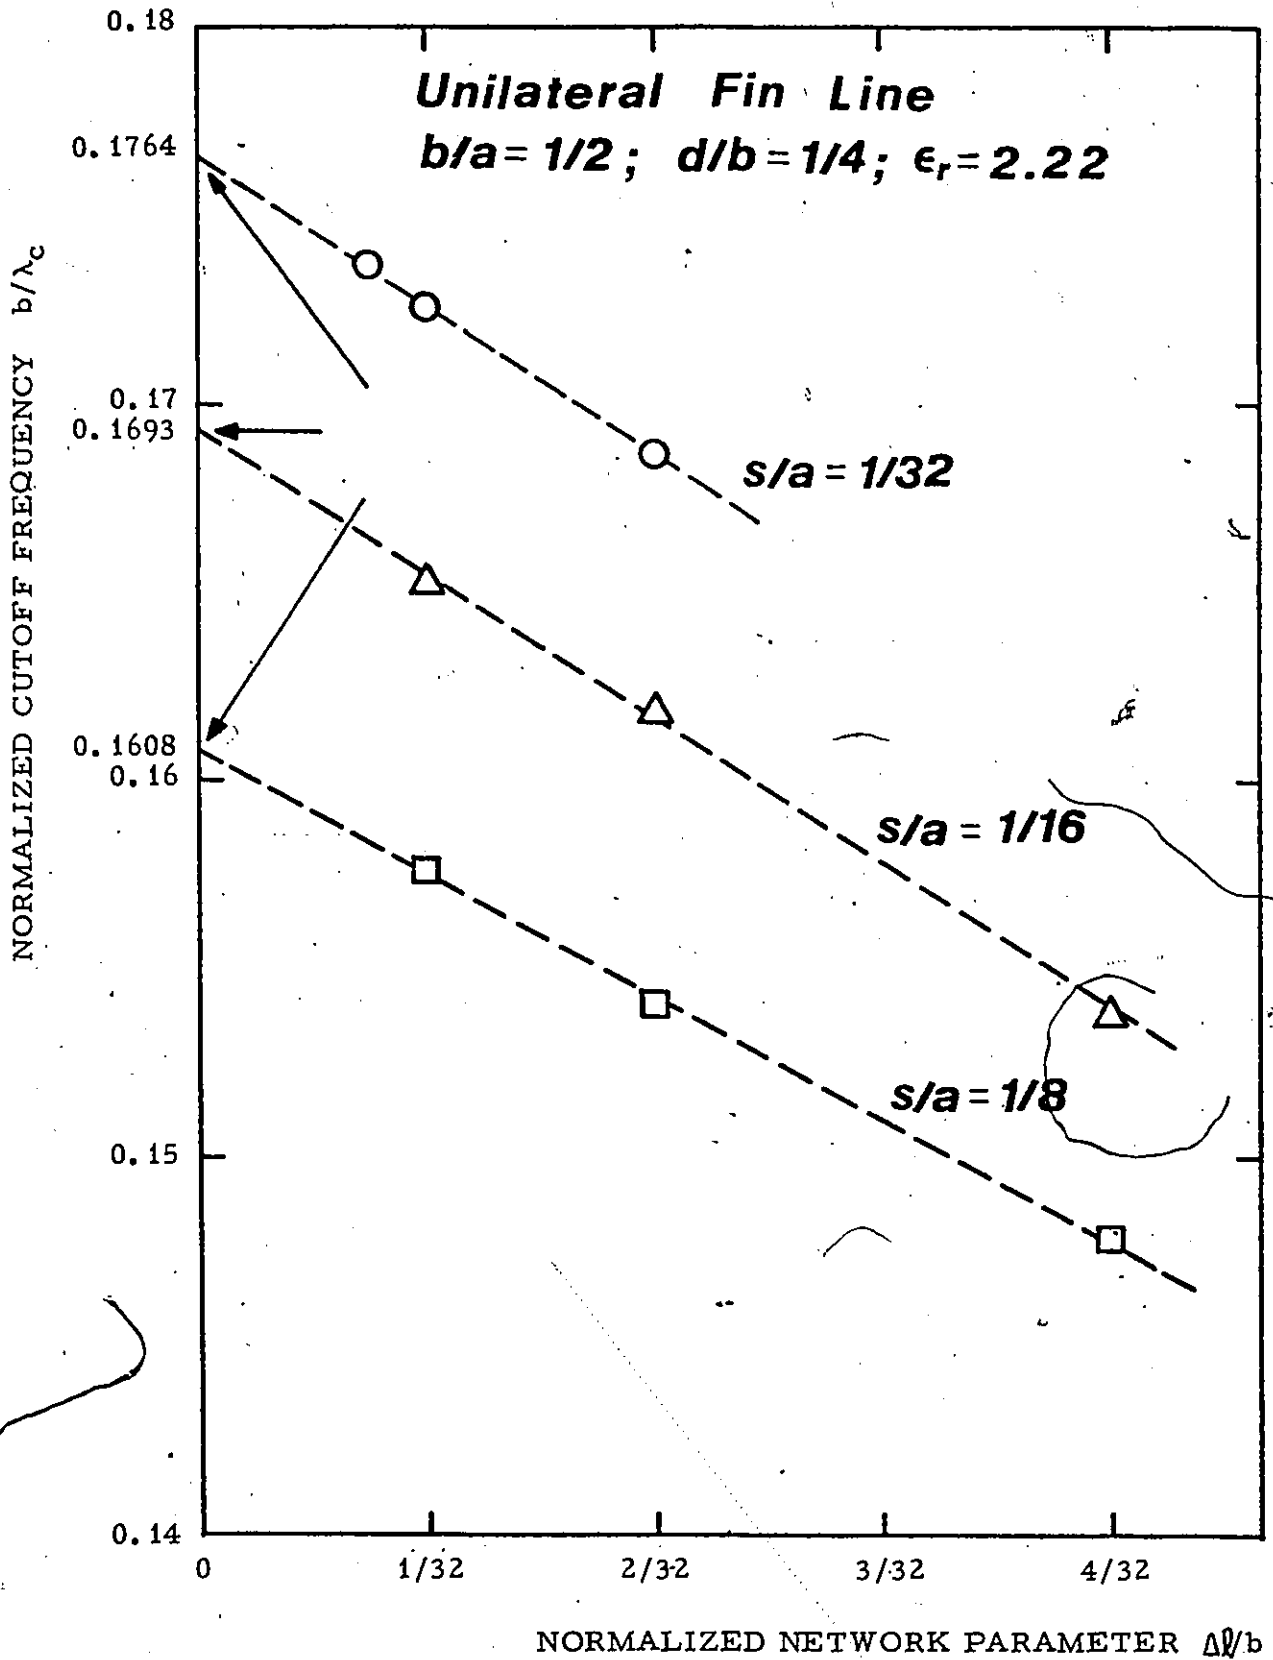 0.18
Unilateral Fin Line
b/a = 1/2; d/b = 1/4; εr = 2.22
0.1764
0.17
0.1693
s/a = 1/32
0.1608
0.16
s/a = 1/16
s/a = 1/8
0.15
0.14
0 1/32 2/32 3/32 4/32
NORMALIZED NETWORK PARAMETER Δℓ/b
NORMALIZED CUTOFF FREQUENCY b/λc